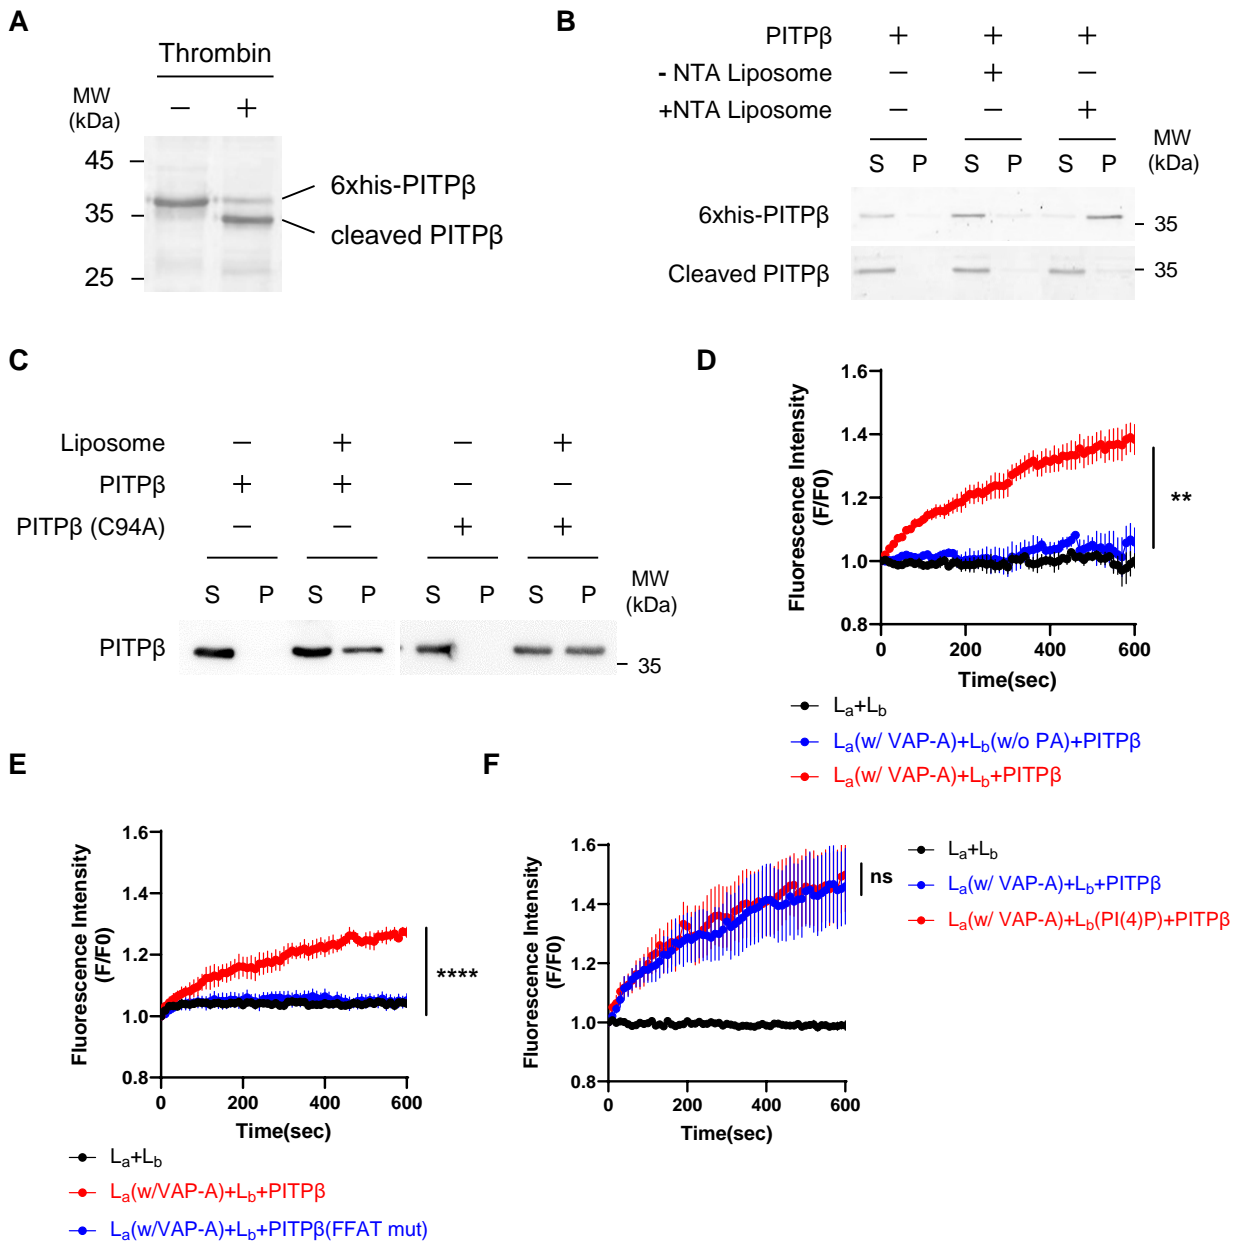 A
Thrombin
MW
(kDa)
− +
45
35
25
6xhis-PITPβ
cleaved PITPβ
B
PITPβ + + +
- NTA Liposome − + −
+NTA Liposome − − +
S P S P S P
MW
(kDa)
6xhis-PITPβ
35
Cleaved PITPβ
35
C
Liposome − + − +
PITPβ + + − −
PITPβ (C94A) − − + +
S P S P S P S P
MW
(kDa)
PITPβ
35
D
Fluorescence Intensity
(F/F0)
1.6
1.4
1.2
1.0
0.8
0 200 400 600
Time(sec)
**
La+Lb
La(w/ VAP-A)+Lb(w/o PA)+PITPβ
La(w/ VAP-A)+Lb+PITPβ
E
Fluorescence Intensity
(F/F0)
1.6
1.4
1.2
1.0
0.8
0 200 400 600
Time(sec)
****
La+Lb
La(w/VAP-A)+Lb+PITPβ
La(w/VAP-A)+Lb+PITPβ(FFAT mut)
F
Fluorescence Intensity
(F/F0)
1.6
1.4
1.2
1.0
0.8
0 200 400 600
Time(sec)
ns
La+Lb
La(w/ VAP-A)+Lb+PITPβ
La(w/ VAP-A)+Lb(PI(4)P)+PITPβ